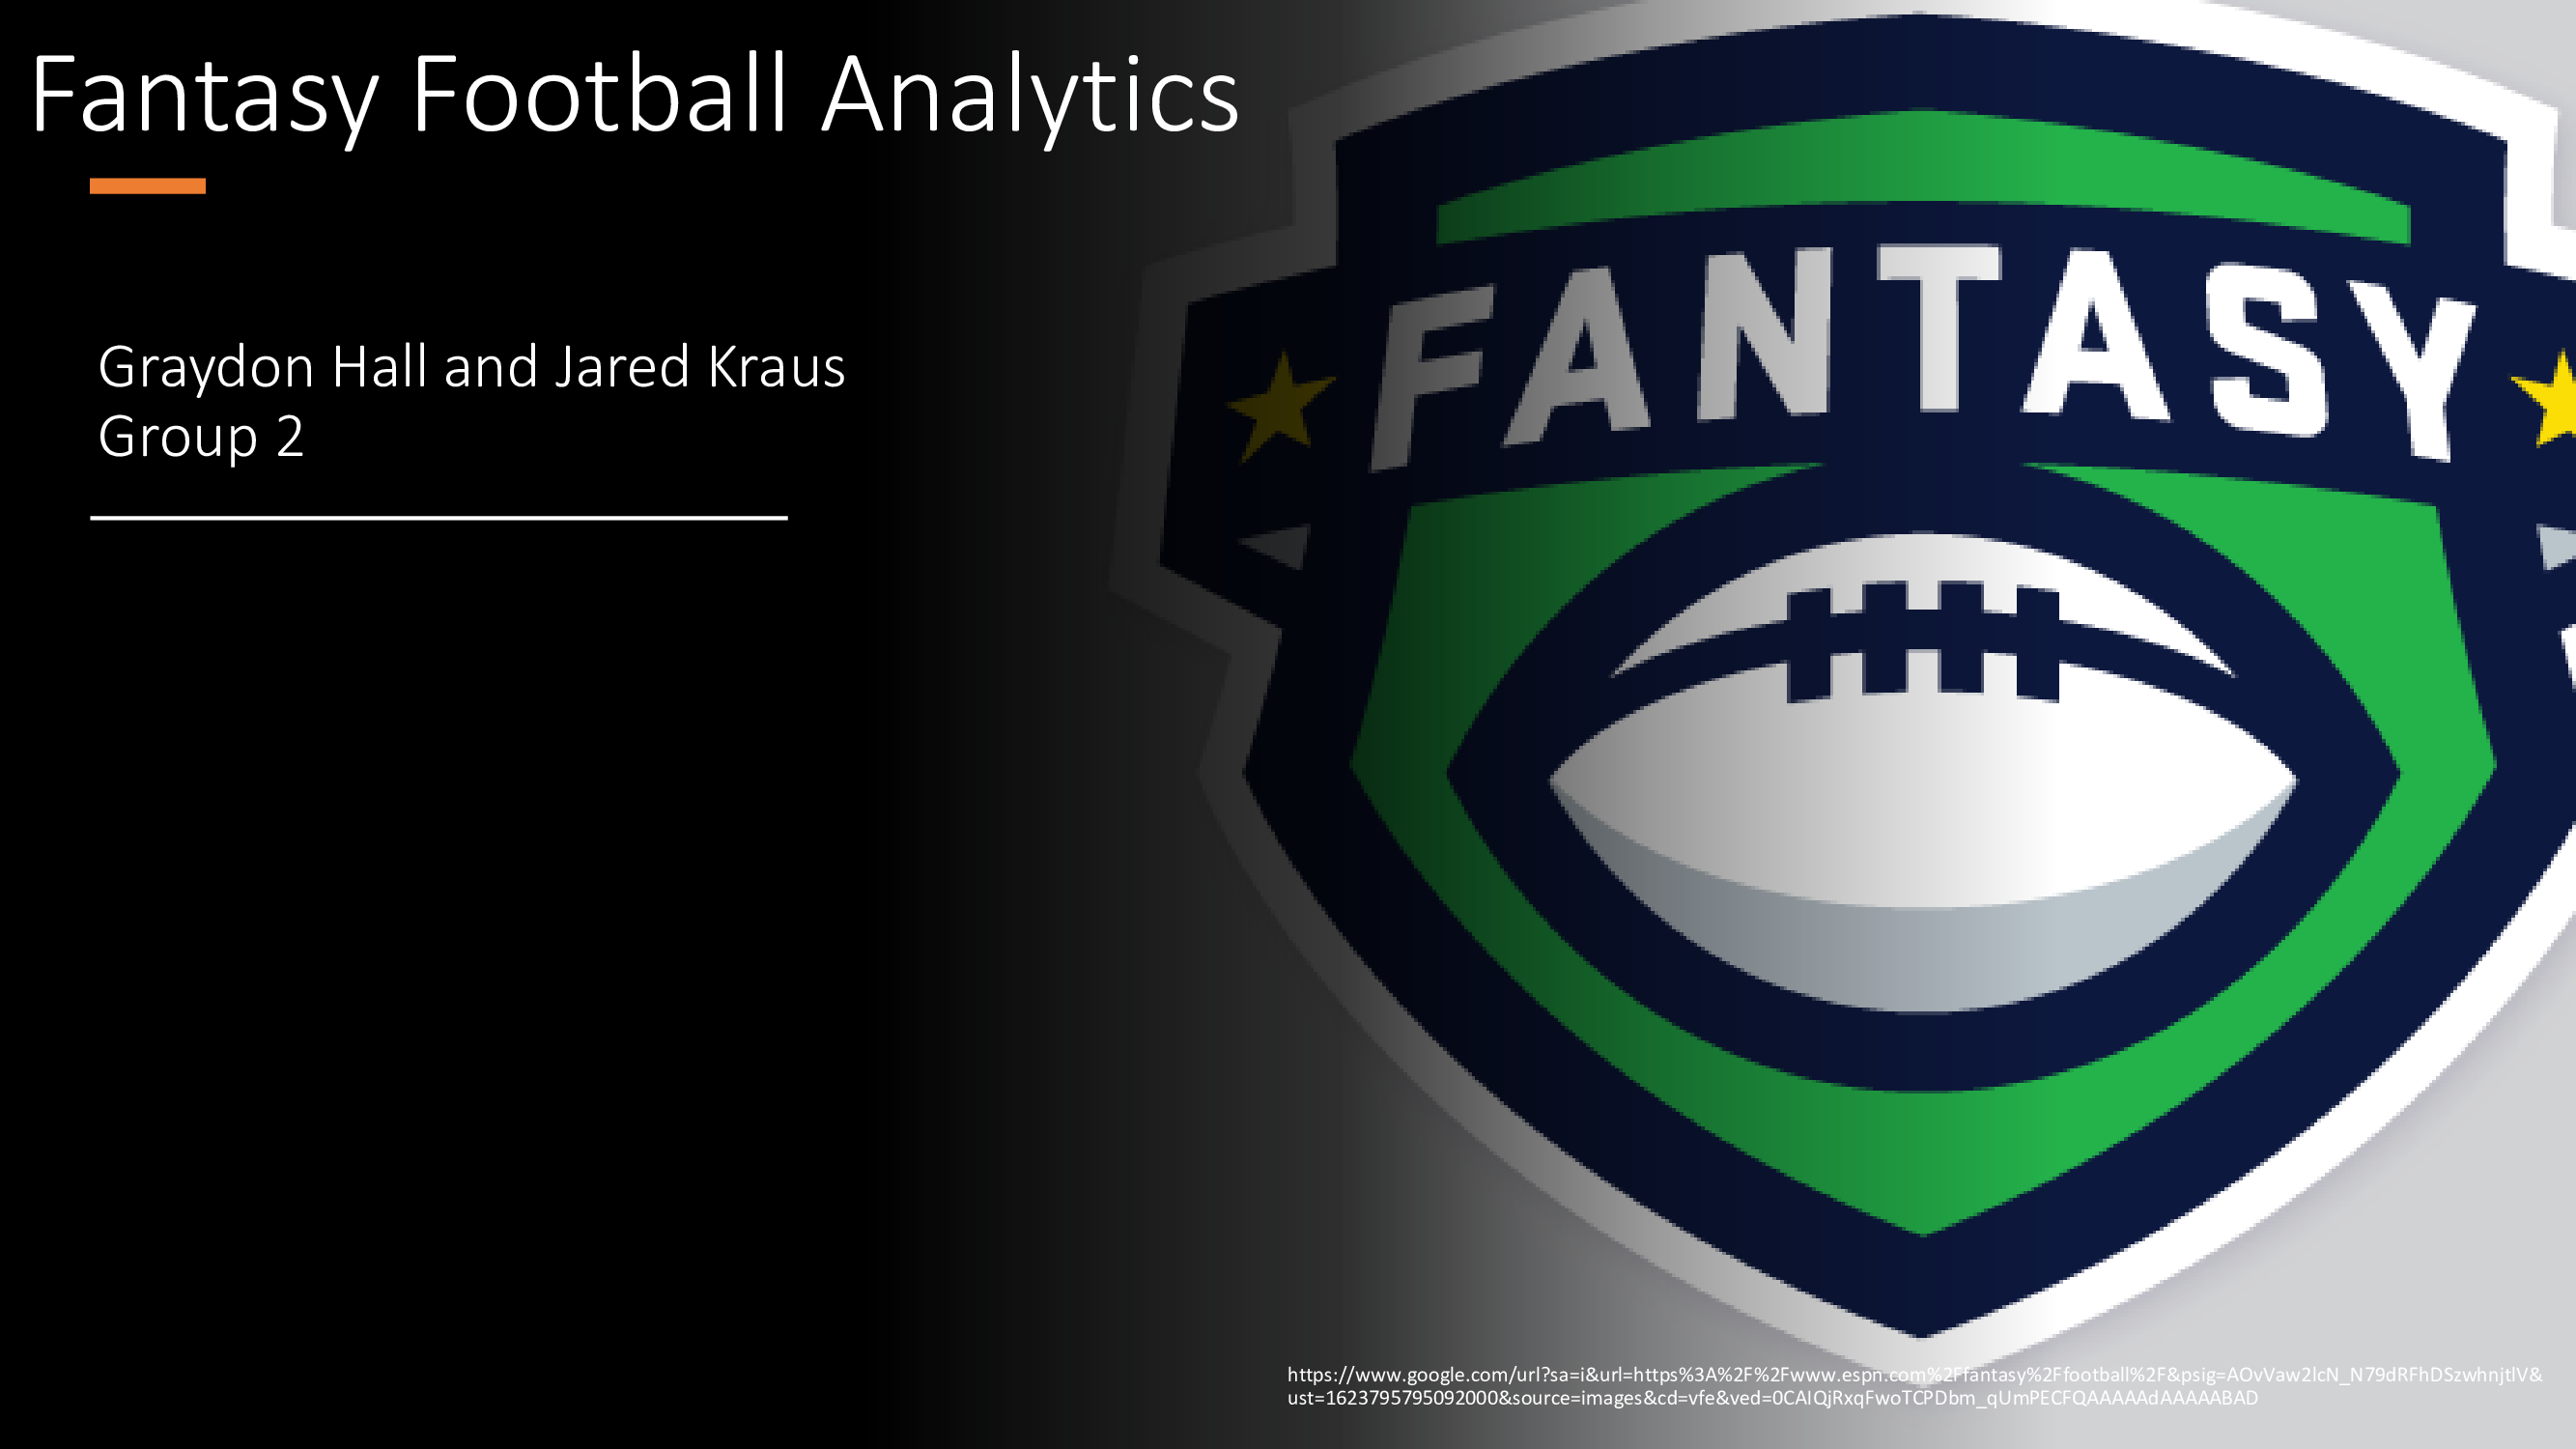 Fantasy Football Analytics
Graydon Hall and Jared Kraus
Group 2
FANTASY
https://www.google.com/url?sa=i&url=https%3A%2F%2Fwww.espn.com%2Ffantasy%2Ffootball%2F&psig=AOvVaw2lcN_N79dRFhDSzwhnjtlV&
ust=1623795795092000&source=images&cd=vfe&ved=0CAIQjRxqFwoTCPDbm_qUmPECFQAAAAAdAAAAABAD